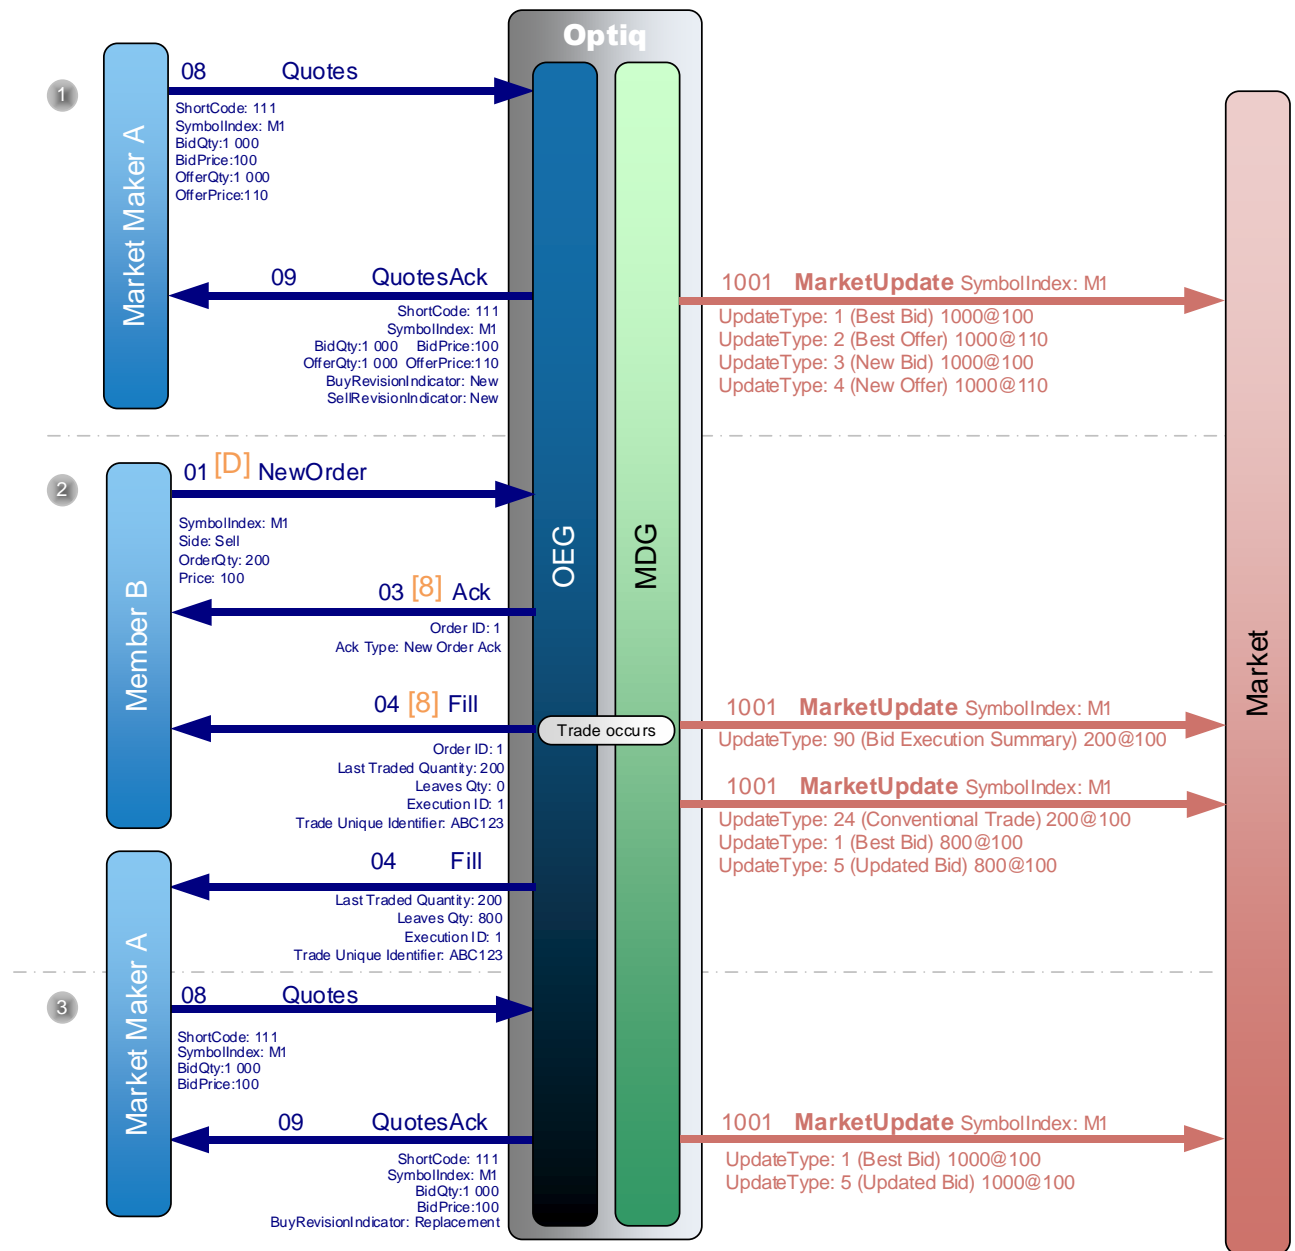 Optiq
1
Market Maker A
08 Quotes
ShortCode: 111
SymbolIndex: M1
BidQty:1 000
BidPrice:100
OfferQty:1 000
OfferPrice:110
09 QuotesAck
ShortCode: 111
SymbolIndex: M1
BidQty:1 000 BidPrice:100
OfferQty:1 000 OfferPrice:110
BuyRevisionIndicator: New
SellRevisionIndicator: New
1001 MarketUpdate SymbolIndex: M1
UpdateType: 1 (Best Bid) 1000@100
UpdateType: 2 (Best Offer) 1000@110
UpdateType: 3 (New Bid) 1000@100
UpdateType: 4 (New Offer) 1000@110
2
Member B
01 [D] NewOrder
SymbolIndex: M1
Side: Sell
OrderQty: 200
Price: 100
03 [8] Ack
Order ID: 1
Ack Type: New Order Ack
OEG
MDG
Market
04 [8] Fill
Order ID: 1
Last Traded Quantity: 200
Leaves Qty: 0
Execution ID: 1
Trade Unique Identifier: ABC123
Trade occurs
1001 MarketUpdate SymbolIndex: M1
UpdateType: 90 (Bid Execution Summary) 200@100
1001 MarketUpdate SymbolIndex: M1
UpdateType: 24 (Conventional Trade) 200@100
UpdateType: 1 (Best Bid) 800@100
UpdateType: 5 (Updated Bid) 800@100
Market Maker A
04 Fill
Last Traded Quantity: 200
Leaves Qty: 800
Execution ID: 1
Trade Unique Identifier: ABC123
3
08 Quotes
ShortCode: 111
SymbolIndex: M1
BidQty:1 000
BidPrice:100
09 QuotesAck
ShortCode: 111
SymbolIndex: M1
BidQty:1 000
BidPrice:100
BuyRevisionIndicator: Replacement
1001 MarketUpdate SymbolIndex: M1
UpdateType: 1 (Best Bid) 1000@100
UpdateType: 5 (Updated Bid) 1000@100